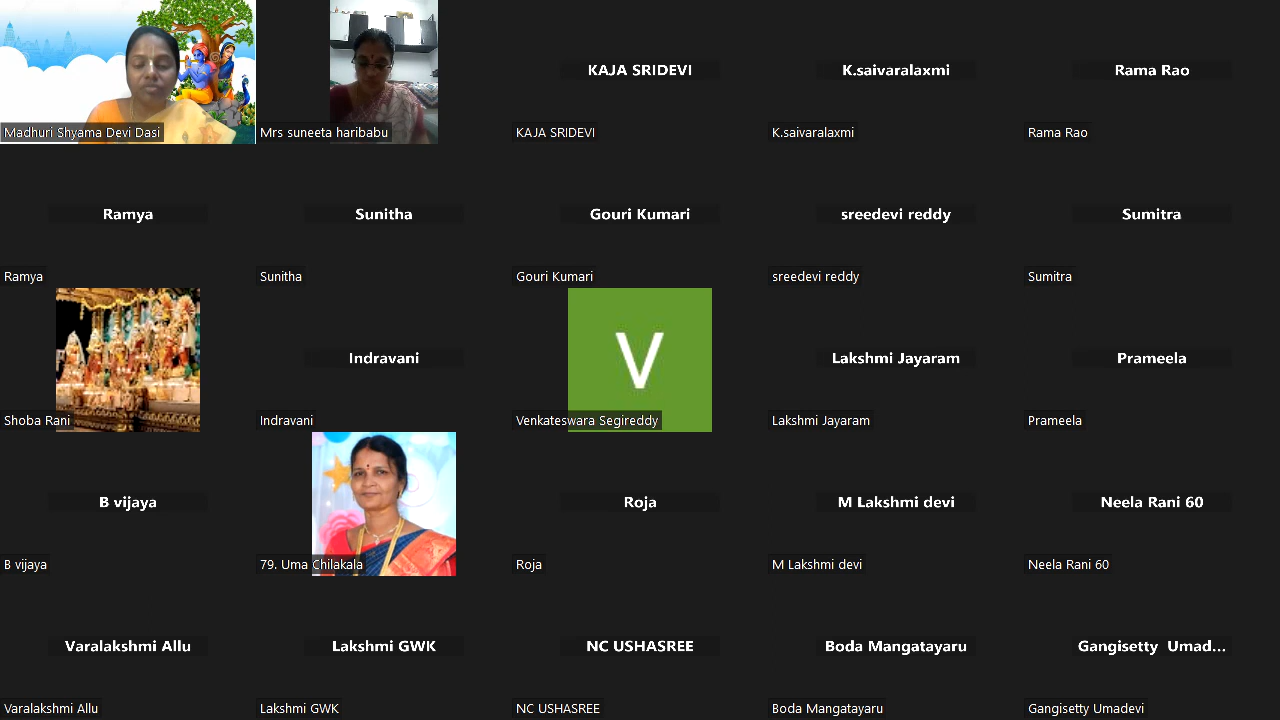 KAJA SRIDEVI
K.saivaralaxmi
Rama Rao
Madhuri Shyama Devi Dasi
Mrs suneeta haribabu
KAJA SRIDEVI
K.saivaralaxmi
Rama Rao
Ramya
Sunitha
Gouri Kumari
sreedevi reddy
Sumitra
Ramya
Sunitha
Gouri Kumari
sreedevi reddy
Sumitra
Indravani
V
Lakshmi Jayaram
Prameela
Shoba Rani
Indravani
Venkateswara Segireddy
Lakshmi Jayaram
Prameela
B vijaya
Roja
M Lakshmi devi
Neela Rani 60
B vijaya
79. Uma Chilakala
Roja
M Lakshmi devi
Neela Rani 60
Varalakshmi Allu
Lakshmi GWK
NC USHASREE
Boda Mangatayaru
Gangisetty Umad...
Varalakshmi Allu
Lakshmi GWK
NC USHASREE
Boda Mangatayaru
Gangisetty Umadevi